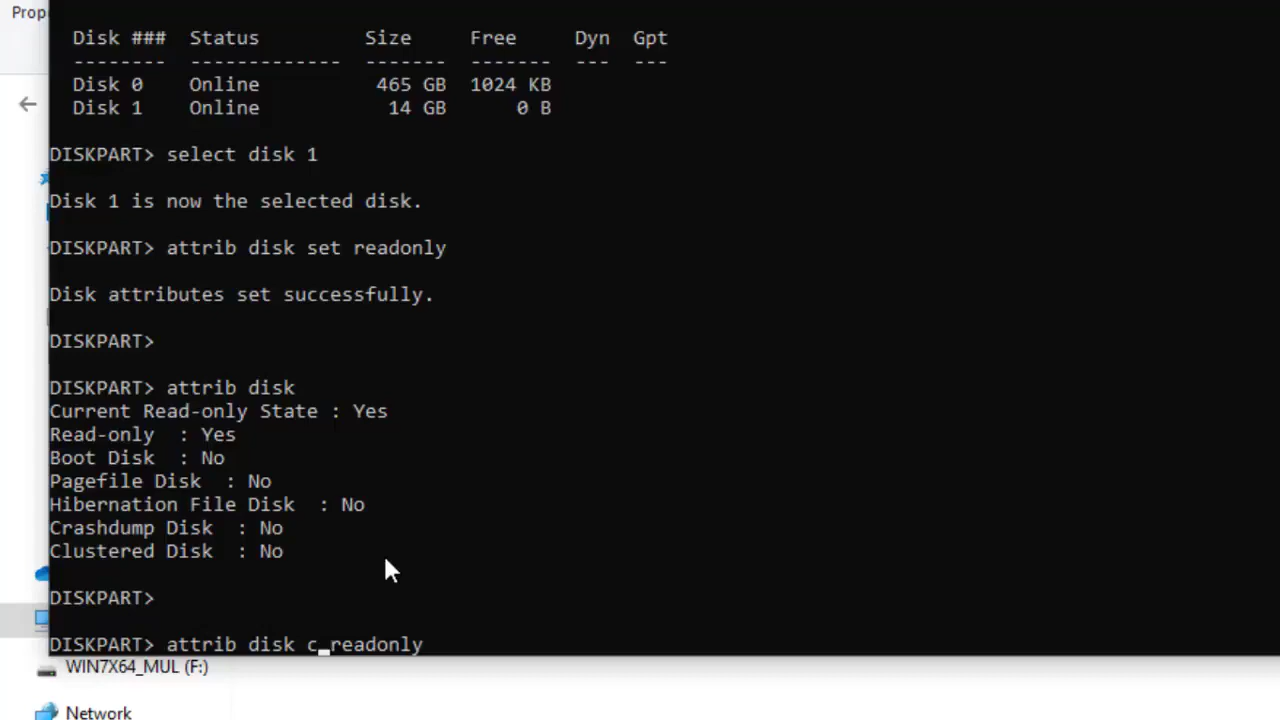 Prop
Disk ### Status Size Free Dyn Gpt
-------- ------------- ------- ------- --- ---
Disk 0 Online 465 GB 1024 KB
Disk 1 Online 14 GB 0 B
DISKPART> select disk 1
Disk 1 is now the selected disk.
DISKPART> attrib disk set readonly
Disk attributes set successfully.
DISKPART>
DISKPART> attrib disk
Current Read-only State : Yes
Read-only : Yes
Boot Disk : No
Pagefile Disk : No
Hibernation File Disk : No
Crashdump Disk : No
Clustered Disk : No
DISKPART>
DISKPART> attrib disk c readonly
WIN7X64_MUL (F:)
Network